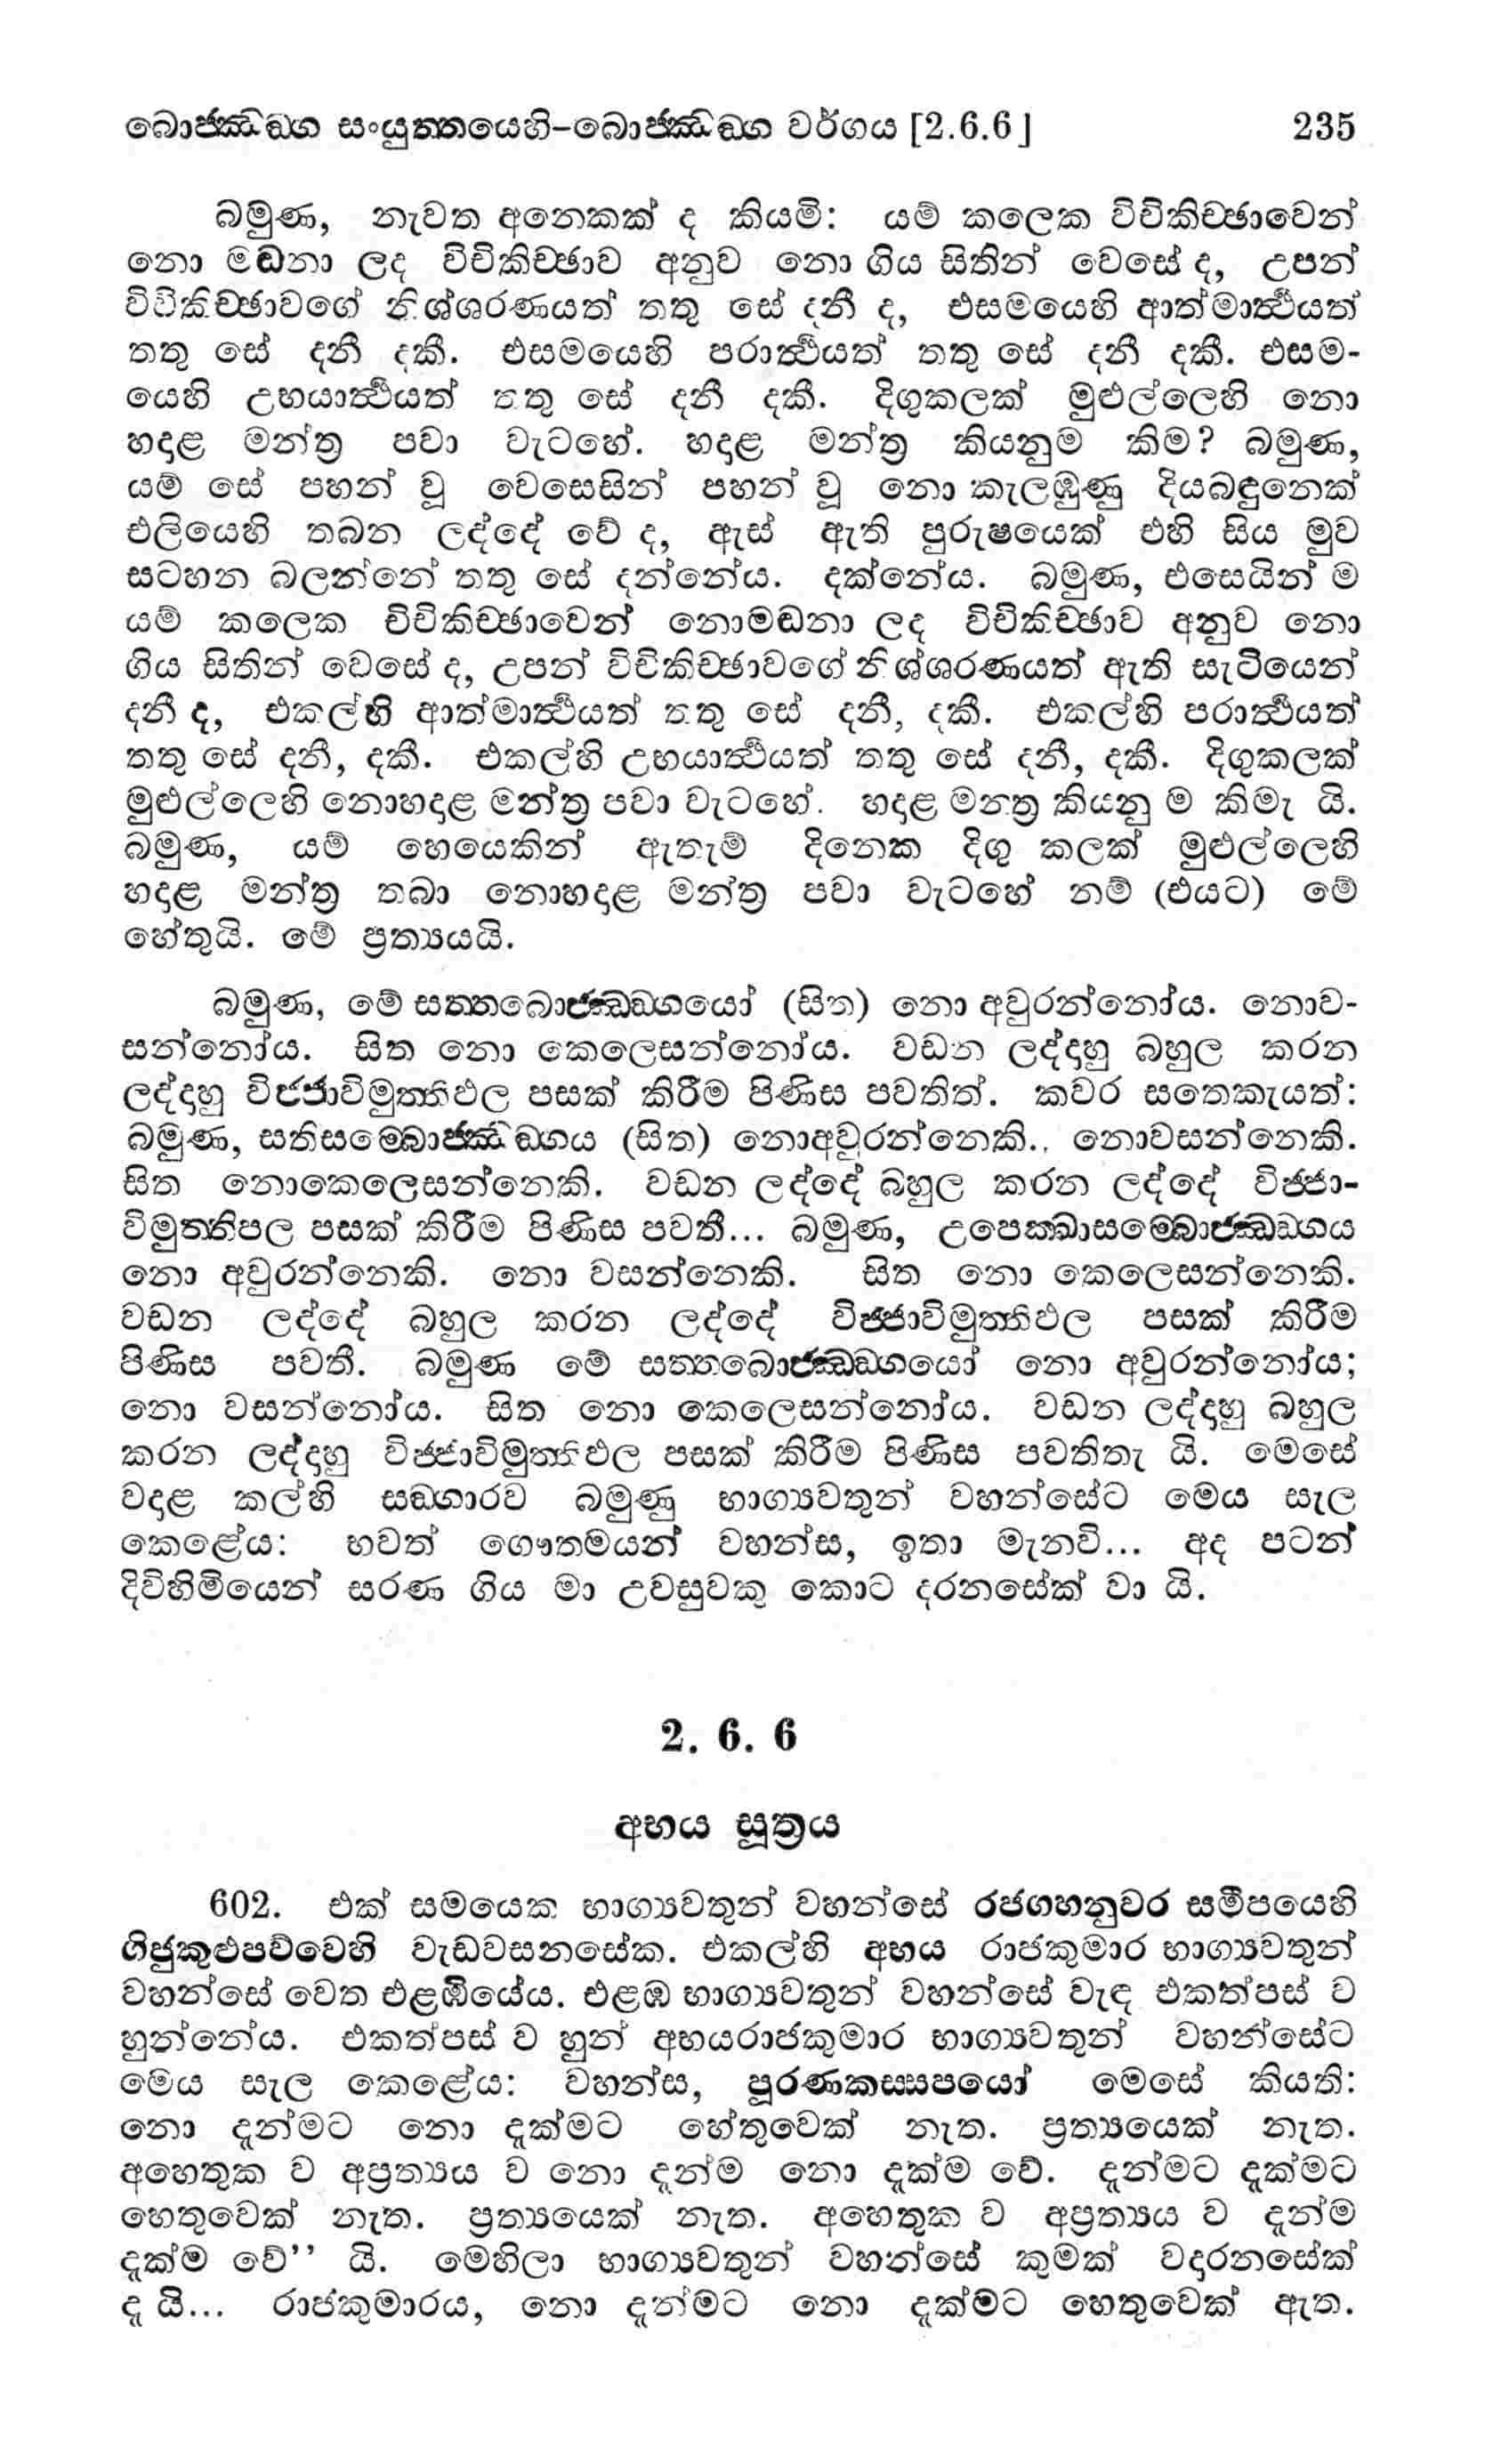 බොජ්ඣඞ්ග සංයුත්තයෙහි-බොජ්ඣඞ්ග වර්ගය [2.6.6] 235
බමුණ, නැවත අනෙකක් ද කියමි: යම් කලෙක විචිකිච්ඡාවෙන්
නො මඬනා ලද විචිකිච්ඡාව අනුව නො ගිය සිතින් වෙසේ ද, උපන්
විචිකිච්ඡාවගේ නිශ්ශරණයත් තතු සේ දනී ද, එසමයෙහි ආත්මාර්ථයත්
තතු සේ දනී දකී. එසමයෙහි පරාර්ථයත් තතු සේ දනී දකී. එසම-
යෙහි උභයාර්ථයත් තතු සේ දනී දකී. දිගුකලක් මුළුල්ලෙහි නො
හදාළ මන්ත්‍ර පවා වැටහේ. හදාළ මන්ත්‍ර කියනුම කිම? බමුණ,
යම් සේ පහන් වූ වෙසෙසින් පහන් වූ නො කැලඹුණු දියබඳුනෙක්
එලියෙහි තබන ලද්දේ වේ ද, ඇස් ඇති පුරුෂයෙක් එහි සිය මුව
සටහන බලන්නේ තතු සේ දන්නේය. දක්නේය. බමුණ, එසෙයින් ම
යම් කලෙක විචිකිච්ඡාවෙන් නොමඬනා ලද විචිකිච්ඡාව අනුව නො
ගිය සිතින් වෙසේ ද, උපන් විචිකිච්ඡාවගේ නිශ්ශරණයත් ඇති සැටියෙන්
දනී ද, එකල්හි ආත්මාර්ථයත් තතු සේ දනී, දකී. එකල්හි පරාර්ථයත්
තතු සේ දනී, දකී. එකල්හි උභයාර්ථයත් තතු සේ දනී, දකී. දිගුකලක්
මුළුල්ලෙහි නොහදාළ මන්ත්‍ර පවා වැටහේ. හදාළ මන්ත්‍ර කියනු ම කිමැ යි.
බමුණ, යම් හෙයෙකින් ඇතැම් දිනෙක දිගු කලක් මුළුල්ලෙහි
හදාළ මන්ත්‍ර තබා නොහදාළ මන්ත්‍ර පවා වැටහේ නම් (එයට) මේ
හේතුයි. මේ ප්‍රත්‍යයයි.
බමුණ, මේ සත්තබොජ්ඣඞ්ගයෝ (සිත) නො අවුරන්නෝය. නොව-
සන්නෝය. සිත නො කෙලෙසන්නෝය. වඩන ලද්දාහු බහුල කරන
ලද්දාහු විජ්ජාවිමුත්තිඵල පසක් කිරීම පිණිස පවතිත්. කවර සතෙකැයත්:
බමුණ, සතිසම්බොජ්ඣඞ්ගය (සිත) නොඅවුරන්නෙකි. නොවසන්නෙකි.
සිත නොකෙලෙසන්නෙකි. වඩන ලද්දේ බහුල කරන ලද්දේ විජ්ජා-
විමුත්තිපල පසක් කිරීම පිණිස පවතී... බමුණ, උපෙක්ඛාසම්බොජ්ඣඞ්ගය
නො අවුරන්නෙකි. නො වසන්නෙකි. සිත නො කෙලෙසන්නෙකි.
වඩන ලද්දේ බහුල කරන ලද්දේ විජ්ජාවිමුත්තිඵල පසක් කිරීම
පිණිස පවතී. බමුණ මේ සත්තබොජ්ඣඞ්ගයෝ නො අවුරන්නෝය;
නො වසන්නෝය. සිත නො කෙලෙසන්නෝය. වඩන ලද්දාහු බහුල
කරන ලද්දාහු විජ්ජාවිමුත්තිඵල පසක් කිරීම පිණිස පවතිතැ යි. මෙසේ
වදාළ කල්හි සඞ්ගාරව බමුණු භාග්‍යවතුන් වහන්සේට මෙය සැල
කෙළේය: භවත් ගෞතමයන් වහන්ස, ඉතා මැනවි... අද පටන්
දිවිහිමියෙන් සරණ ගිය මා උවසුවකු කොට දරනසේක් වා යි.
2. 6. 6
අභය සූත්‍රය
602. එක් සමයෙක භාග්‍යවතුන් වහන්සේ රජගහනුවර සමීපයෙහි
ගිජුකුළුපව්වෙහි වැඩවසනසේක. එකල්හි අභය රාජකුමාර භාග්‍යවතුන්
වහන්සේ වෙත එළඹියේය. එළඹ භාග්‍යවතුන් වහන්සේ වැඳ එකත්පස් ව
හුන්නේය. එකත්පස් ව හුන් අභයරාජකුමාර භාග්‍යවතුන් වහන්සේට
මෙය සැල කෙළේය: වහන්ස, පූරණකස්සපයෝ මෙසේ කියති:
නො දැන්මට නො දැක්මට හේතුවෙක් නැත. ප්‍රත්‍යයෙක් නැත.
අහෙතුක ව අප්‍රත්‍යය ව නො දැන්ම නො දැක්ම වේ. දැන්මට දැක්මට
හෙතුවෙක් නැත. ප්‍රත්‍යයෙක් නැත. අහෙතුක ව අප්‍රත්‍යය ව දැන්ම
දැක්ම වේ’’ යි. මෙහිලා භාග්‍යවතුන් වහන්සේ කුමක් වදාරනසේක්
දැ යි... රාජකුමාරය, නො දැන්මට නො දැක්මට හෙතුවෙක් ඇත.